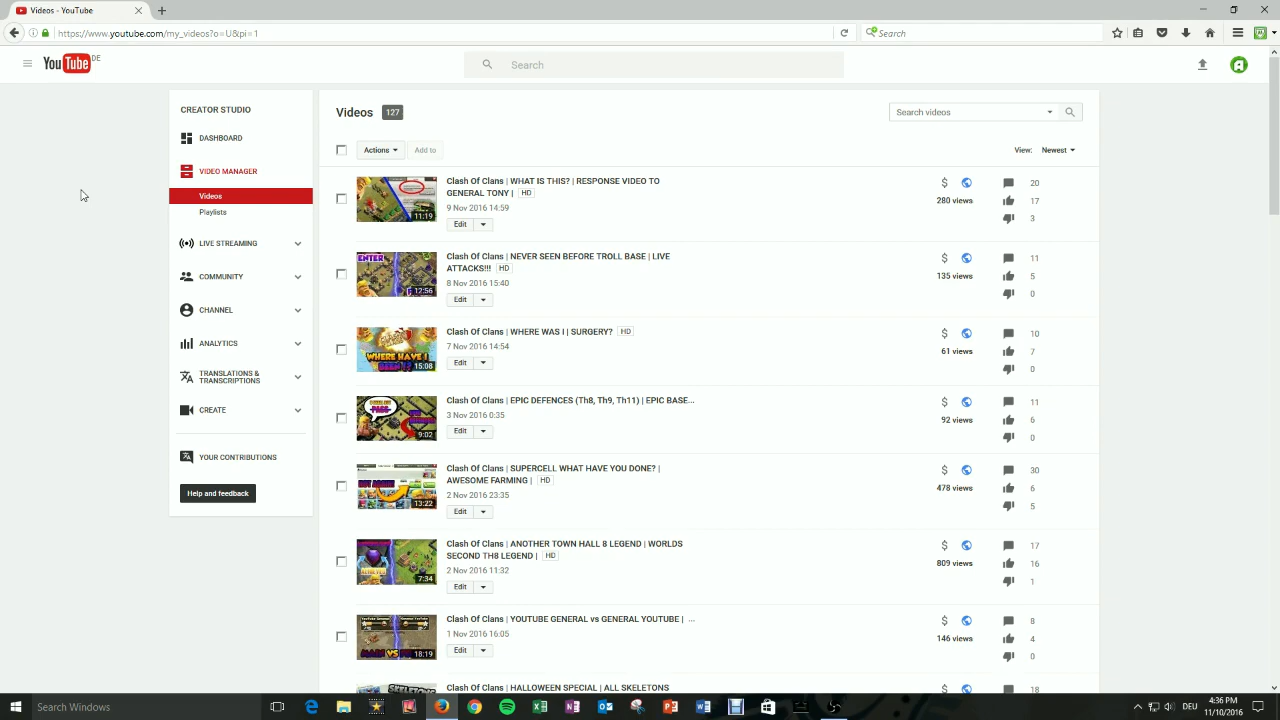 YouTube Videos - YouTube
https://www.youtube.com/my_videos?o=U&pi=1
Search
YouTube DE
Search
CREATOR STUDIO
DASHBOARD
VIDEO MANAGER
Videos
Playlists
LIVE STREAMING
COMMUNITY
CHANNEL
ANALYTICS
TRANSLATIONS &
TRANSCRIPTIONS
CREATE
YOUR CONTRIBUTIONS
Help and feedback
Videos 127
Search videos
Actions
Add to
View: Newest
11:19
Clash Of Clans | WHAT IS THIS? | RESPONSE VIDEO TO
GENERAL TONY | HD
9 Nov 2016 14:59
Edit
280 views
20
17
3
ENTER
12:56
Clash Of Clans | NEVER SEEN BEFORE TROLL BASE | LIVE
ATTACKS!!! HD
8 Nov 2016 15:40
Edit
135 views
11
5
0
WHERE HAVE I
BEEN
15:08
Clash Of Clans | WHERE WAS I | SURGERY? HD
7 Nov 2016 14:54
Edit
61 views
10
7
0
9:02
Clash Of Clans | EPIC DEFENCES (Th8, Th9, Th11) | EPIC BASE...
3 Nov 2016 0:35
Edit
92 views
11
6
0
13:22
Clash Of Clans | SUPERCELL WHAT HAVE YOU DONE? |
AWESOME FARMING | HD
2 Nov 2016 23:35
Edit
478 views
30
6
5
7:34
Clash Of Clans | ANOTHER TOWN HALL 8 LEGEND | WORLDS
SECOND TH8 LEGEND | HD
2 Nov 2016 11:32
Edit
809 views
17
16
1
18:19
Clash Of Clans | YOUTUBE GENERAL vs GENERAL YOUTUBE | ...
1 Nov 2016 16:05
Edit
146 views
8
4
0
Clash Of Clans | HALLOWEEN SPECIAL | ALL SKELETONS
18
Search Windows
DEU
4:36 PM
11/10/2016